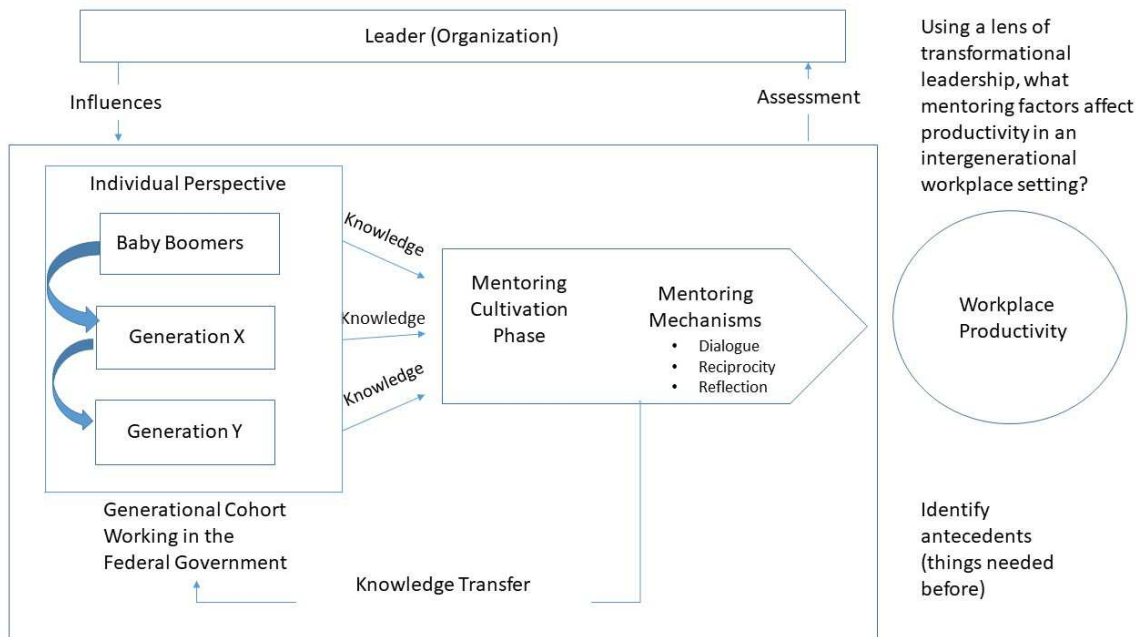 Leader (Organization)
Influences
Assessment
Using a lens of
transformational
leadership, what
mentoring factors affect
productivity in an
intergenerational
workplace setting?
Individual Perspective
Baby Boomers
Generation X
Generation Y
Knowledge
Knowledge
Knowledge
Mentoring
Cultivation
Phase
Mentoring
Mechanisms
• Dialogue
• Reciprocity
• Reflection
Workplace
Productivity
Generational Cohort
Working in the
Federal Government
Knowledge Transfer
Identify
antecedents
(things needed
before)